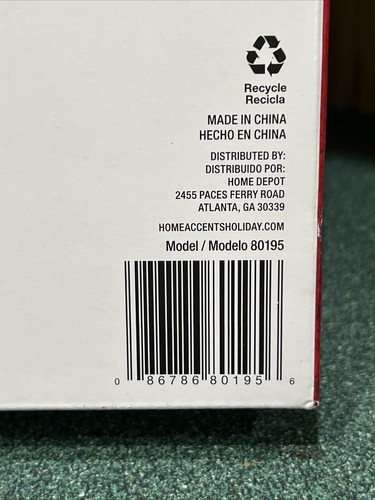 Recycle
Recicla
MADE IN CHINA
HECHO EN CHINA
DISTRIBUTED BY:
DISTRIBUIDO POR:
HOME DEPOT
2455 PACES FERRY ROAD
ATLANTA, GA 30339
HOMEACCENTSHOLIDAY.COM
Model / Modelo 80195
0 86786 80195 6